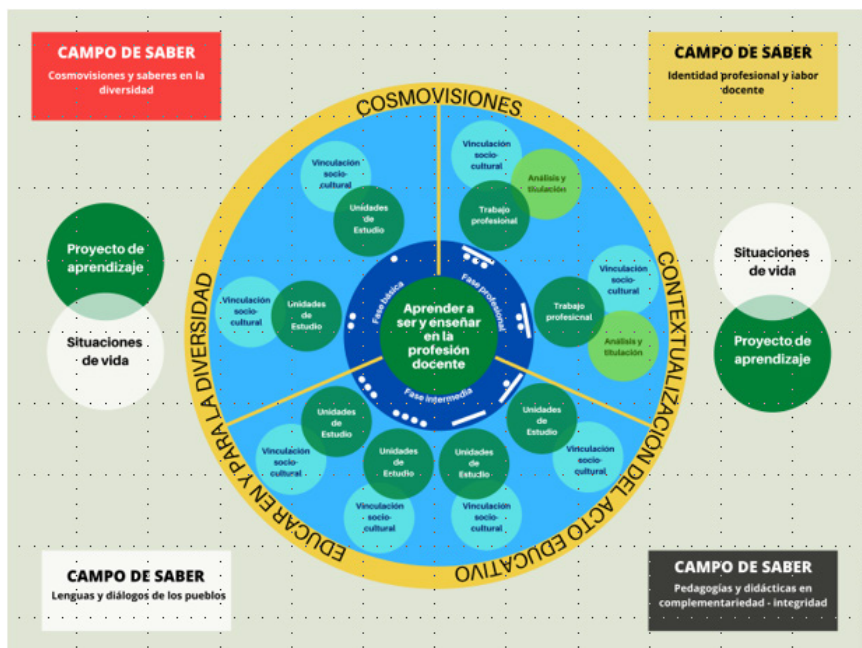 CAMPO DE SABER
Cosmovisiones y saberes en la
diversidad
CAMPO DE SABER
Identidad profesional y labor
docente
COSMOVISIONES
CONTEXTUALIZACIÓN DEL ACTO EDUCATIVO
EDUCAR EN Y PARA LA DIVERSIDAD
Vinculación
socio-
cultural
Unidades
de
Estudio
Vinculación
socio-
cultural
Análisis y
titulación
Trabajo
profesional
Proyecto de
aprendizaje
Situaciones
de vida
Vinculación
socio-
cultural
Unidades
de
Estudio
Fase básica
Fase profesional
Fase intermedia
Aprender a
ser y enseñar
en la
profesión
docente
Vinculación
socio-
cultural
Trabajo
profesional
Análisis y
titulación
Situaciones
de vida
Proyecto de
aprendizaje
Unidades
de
Estudio
Vinculación
socio-
cultural
Unidades
de
Estudio
Vinculación
socio-
cultural
Unidades
de
Estudio
Vinculación
socio-
cultural
Unidades
de
Estudio
Vinculación
socio-
cultural
CAMPO DE SABER
Lenguas y diálogos de los pueblos
CAMPO DE SABER
Pedagogías y didácticas en
complementariedad - integridad